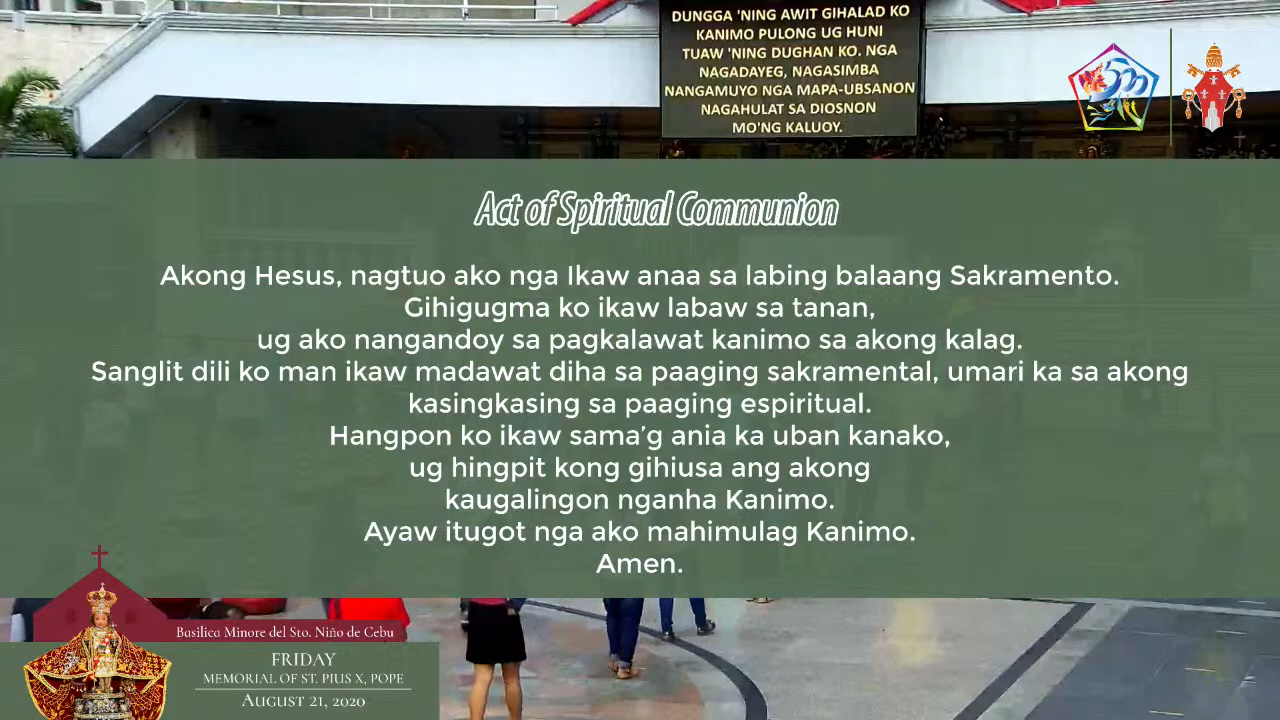 DUNGGA 'NING AWIT GIHALAD KO
KANIMO PULONG UG HUNI
TUAW 'NING DUGHAN KO. NGA
NAGADAYEG, NAGASIMBA
NANGAMUYO NGA MAPA-UBSANON
NAGAHULAT SA DIOSNON
MO'NG KALUOY.
Act of Spiritual Communion
Akong Hesus, nagtuo ako nga Ikaw anaa sa labing balaang Sakramento.
Gihigugma ko ikaw labaw sa tanan,
ug ako nangandoy sa pagkalawat kanimo sa akong kalag.
Sanglit dili ko man ikaw madawat diha sa paaging sakramental, umari ka sa akong
kasingkasing sa paaging espiritual.
Hangpon ko ikaw sama’g ania ka uban kanako,
ug hingpit kong gihiusa ang akong
kaugalingon nganha Kanimo.
Ayaw itugot nga ako mahimulag Kanimo.
Amen.
Basilica Minore del Sto. Niño de Cebu
FRIDAY
MEMORIAL OF ST. PIUS X, POPE
AUGUST 21, 2020